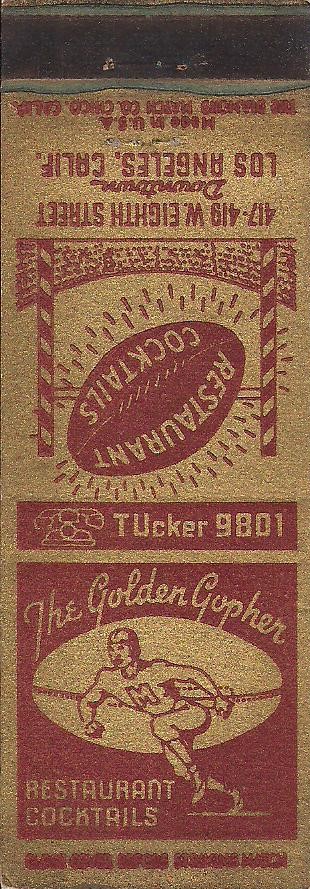 THE DIAMOND MATCH CO. CHICO, CALIF.
MADE IN U.S.A.
LOS ANGELES, CALIF.
Downtown
417-419 W. EIGHTH STREET
COCKTAILS
RESTAURANT
TUcker 9801
The Golden Gopher
M
RESTAURANT
COCKTAILS